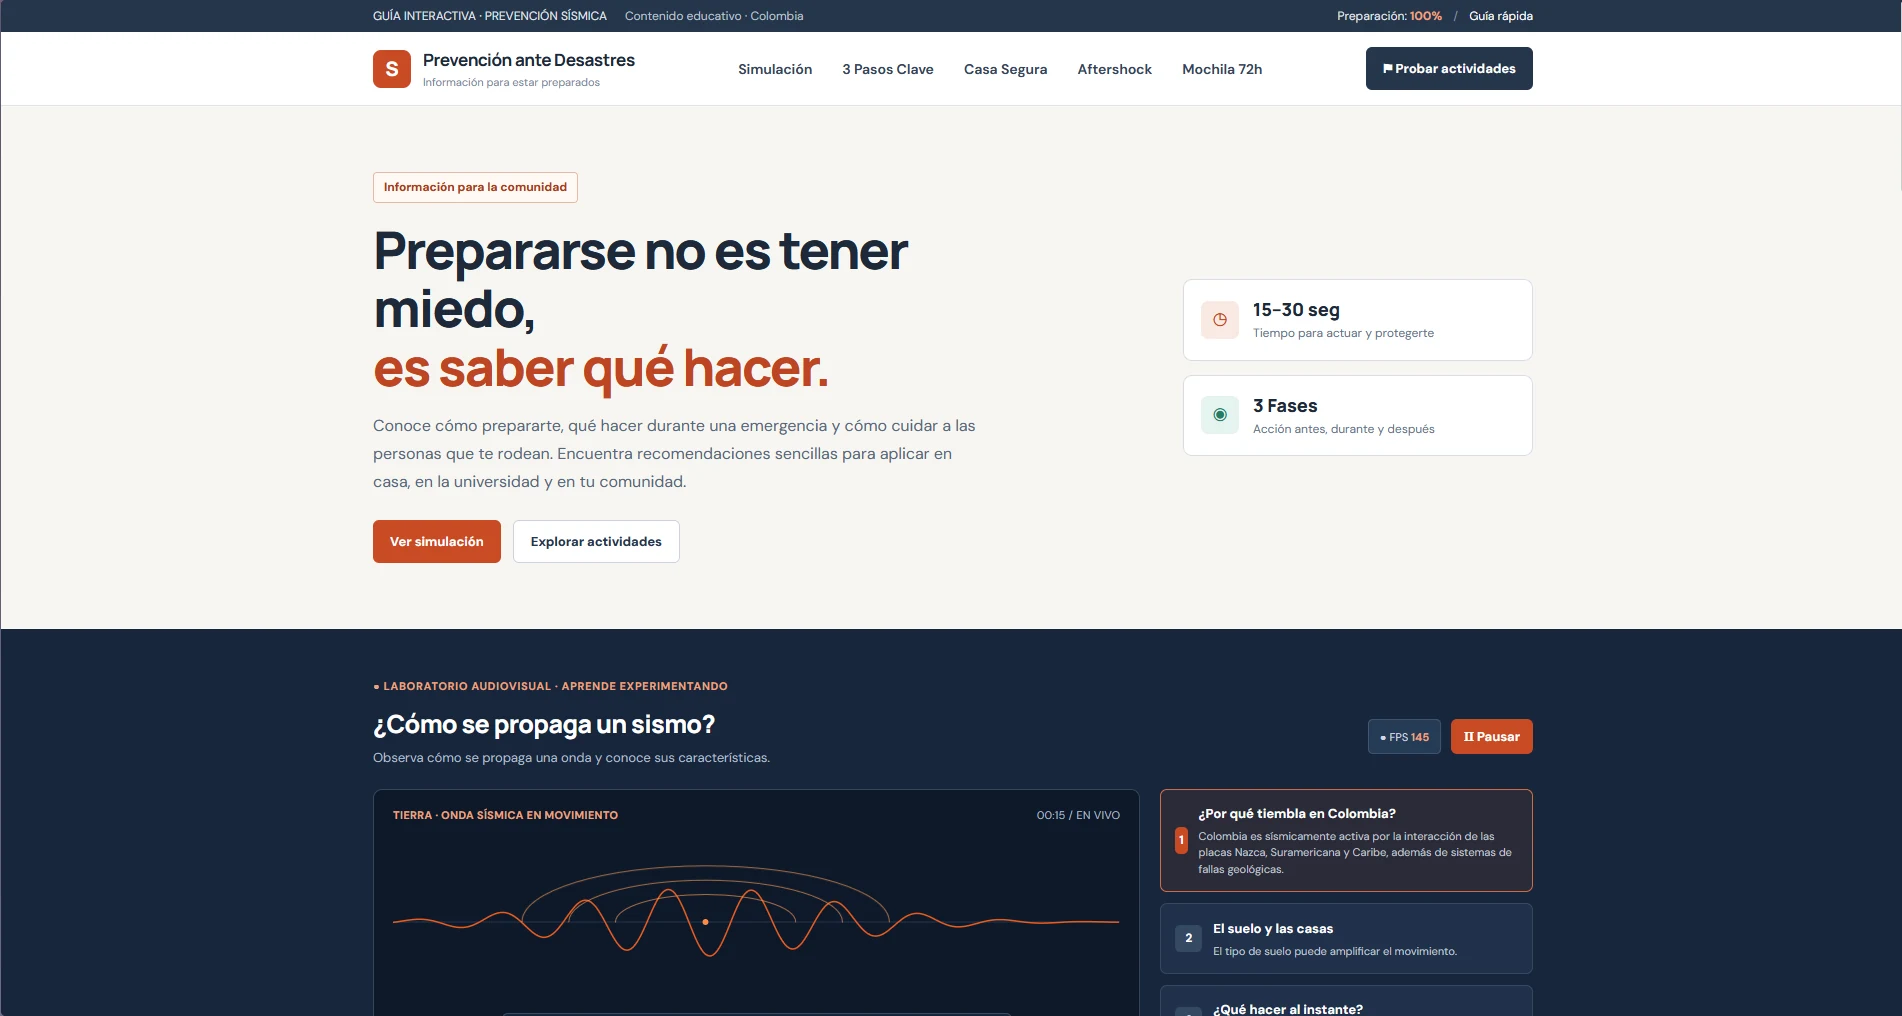 GUÍA INTERACTIVA · PREVENCIÓN SÍSMICA
Contenido educativo · Colombia
Preparación: 100% / Guía rápida
S
Prevención ante Desastres
Información para estar preparados
Simulación
3 Pasos Clave
Casa Segura
Aftershock
Mochila 72h
Probar actividades
Información para la comunidad
Prepararse no es tener
miedo,
es saber qué hacer.
Conoce cómo prepararte, qué hacer durante una emergencia y cómo cuidar a las
personas que te rodean. Encuentra recomendaciones sencillas para aplicar en
casa, en la universidad y en tu comunidad.
Ver simulación
Explorar actividades
15–30 seg
Tiempo para actuar y protegerte
3 Fases
Acción antes, durante y después
LABORATORIO AUDIOVISUAL · APRENDE EXPERIMENTANDO
¿Cómo se propaga un sismo?
Observa cómo se propaga una onda y conoce sus características.
FPS 145
Pausar
TIERRA · ONDA SÍSMICA EN MOVIMIENTO
00:15 / EN VIVO
1
¿Por qué tiembla en Colombia?
Colombia es sísmicamente activa por la interacción de las
placas Nazca, Suramericana y Caribe, además de sistemas de
fallas geológicas.
2
El suelo y las casas
El tipo de suelo puede amplificar el movimiento.
¿Qué hacer al instante?